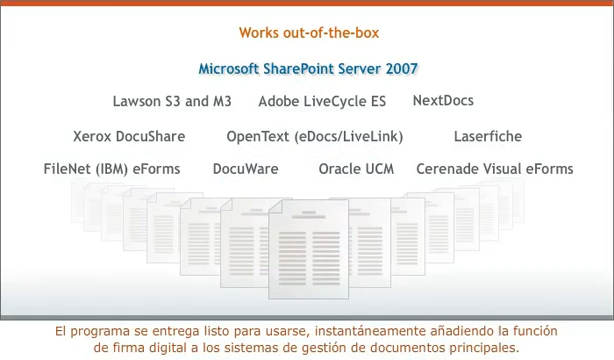 Works out-of-the-box
Microsoft SharePoint Server 2007
Lawson S3 and M3 Adobe LiveCycle ES NextDocs
Xerox DocuShare OpenText (eDocs/LiveLink) Laserfiche
FileNet (IBM) eForms DocuWare Oracle UCM Cerenade Visual eForms
El programa se entrega listo para usarse, instantáneamente añadiendo la función
de firma digital a los sistemas de gestión de documentos principales.